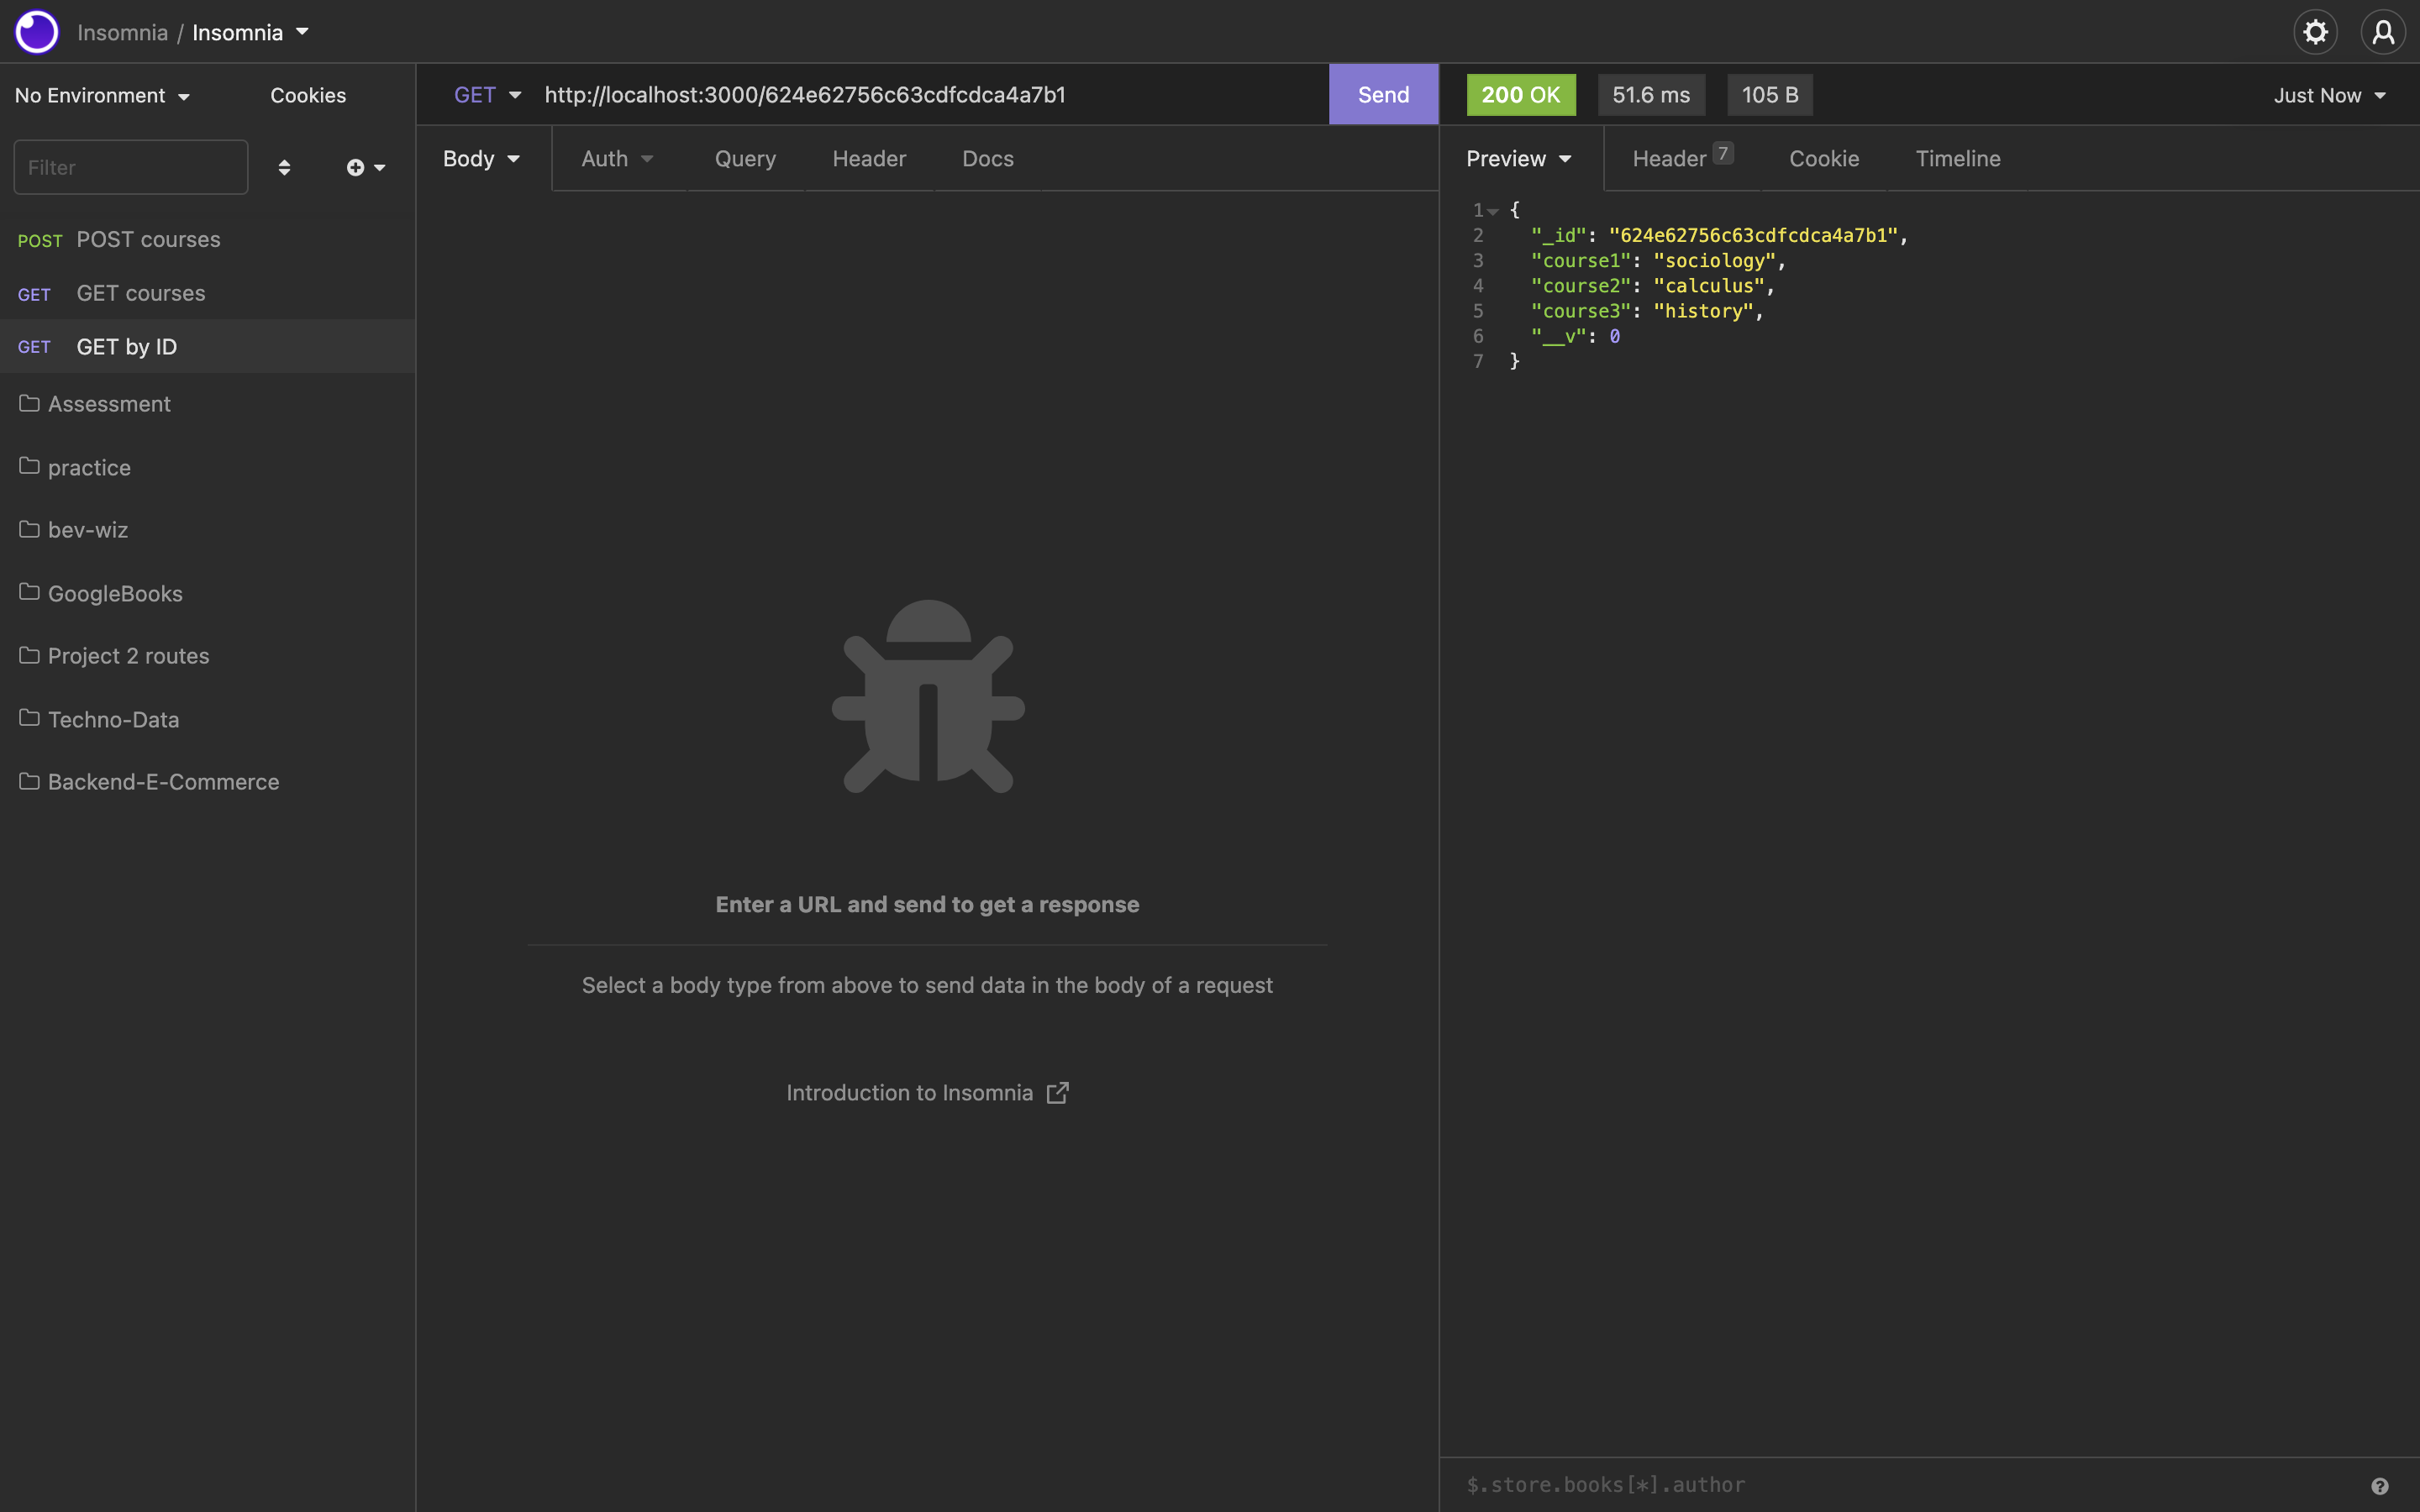 Insomnia / Insomnia
No Environment
Cookies
Filter
POST POST courses
GET GET courses
GET GET by ID
Assessment
practice
bev-wiz
GoogleBooks
Project 2 routes
Techno-Data
Backend-E-Commerce
GET http://localhost:3000/624e62756c63cdfcdca4a7b1 Send
Body Auth Query Header Docs
Enter a URL and send to get a response
Select a body type from above to send data in the body of a request
Introduction to Insomnia
200 OK 51.6 ms 105 B Just Now
Preview Header 7 Cookie Timeline
1 {
2 "_id": "624e62756c63cdfcdca4a7b1",
3 "course1": "sociology",
4 "course2": "calculus",
5 "course3": "history",
6 "__v": 0
7 }
$.store.books[*].author ?